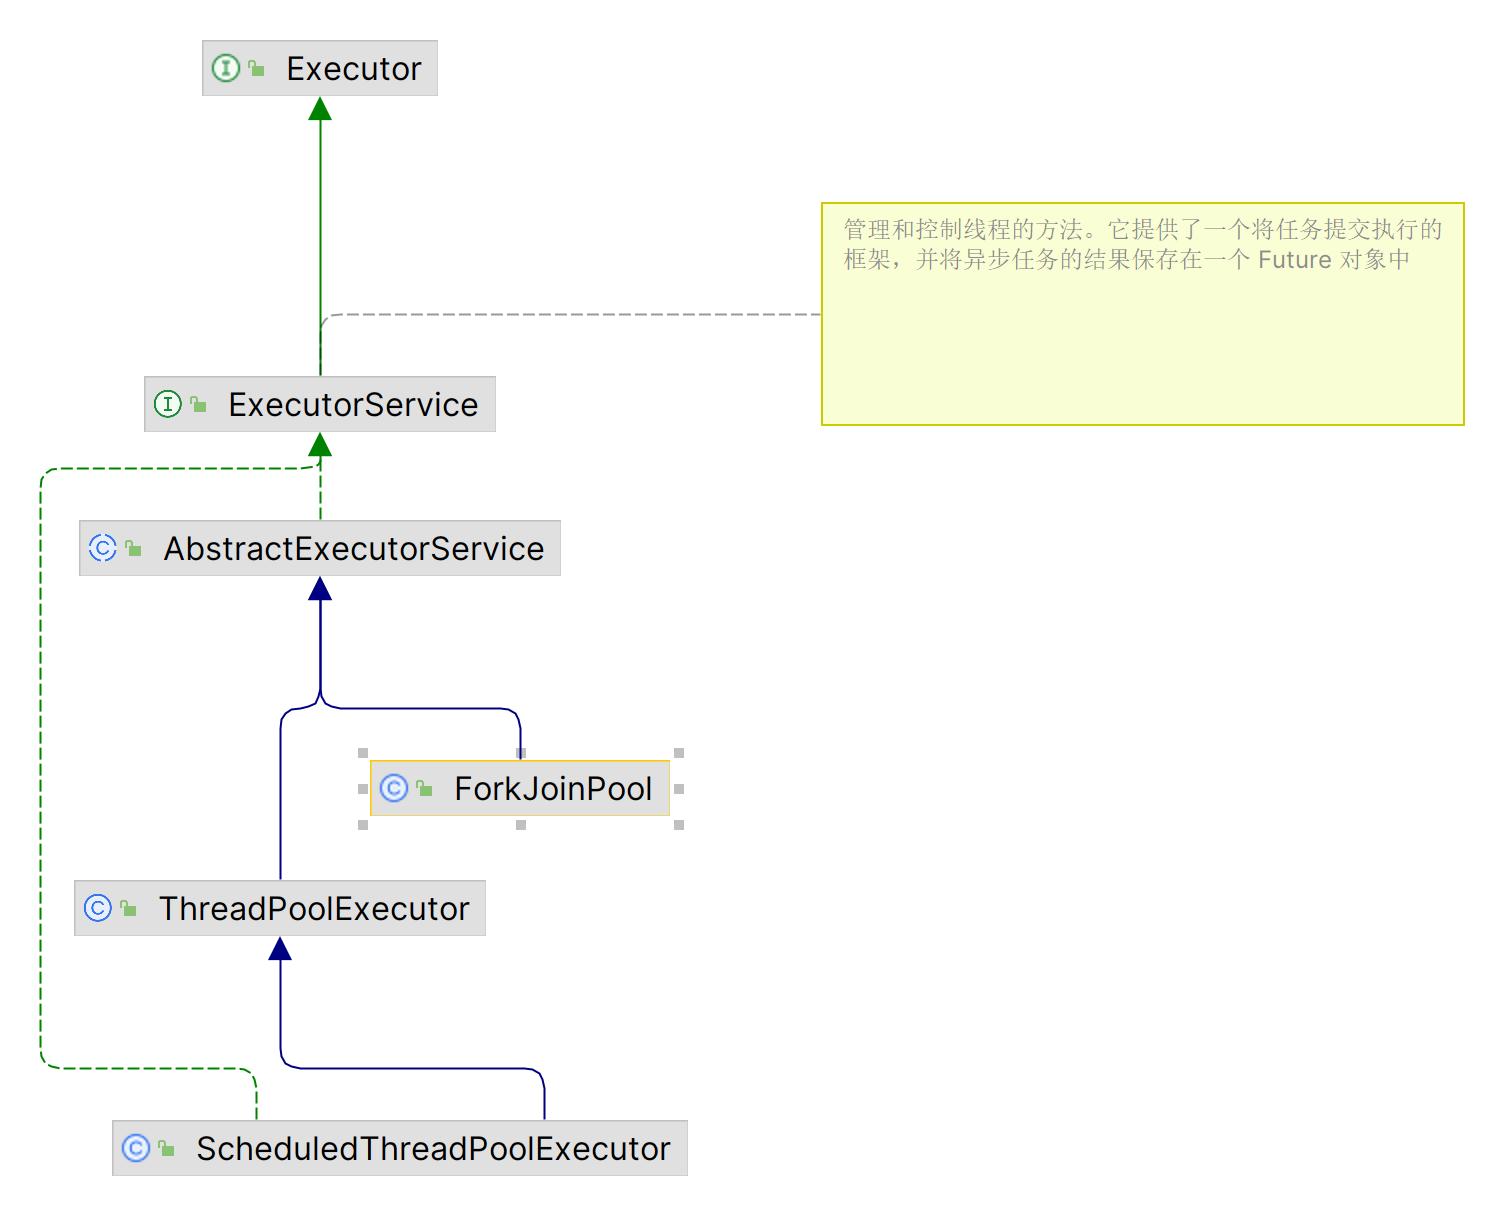 Executor
管理和控制线程的方法。它提供了一个将任务提交执行的
框架，并将异步任务的结果保存在一个 Future 对象中
ExecutorService
AbstractExecutorService
ForkJoinPool
ThreadPoolExecutor
ScheduledThreadPoolExecutor